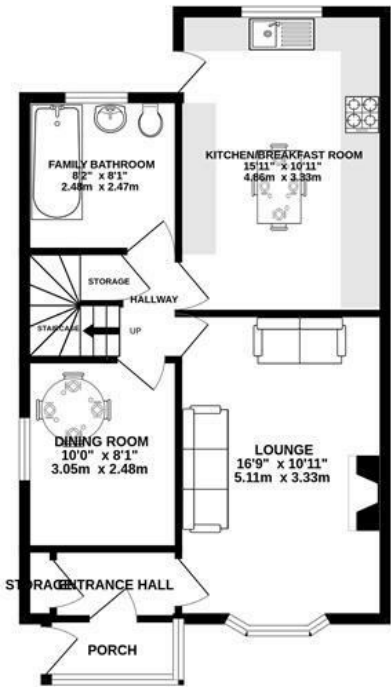 FAMILY BATHROOM
8'2" x 8'1"
2.48m x 2.47m
KITCHEN/BREAKFAST ROOM
15'11" x 10'11"
4.86m x 3.33m
STORAGE
HALLWAY
STAIRCASE
UP
DINING ROOM
10'0" x 8'1"
3.05m x 2.48m
LOUNGE
16'9" x 10'11"
5.11m x 3.33m
STORAGE
ENTRANCE HALL
PORCH